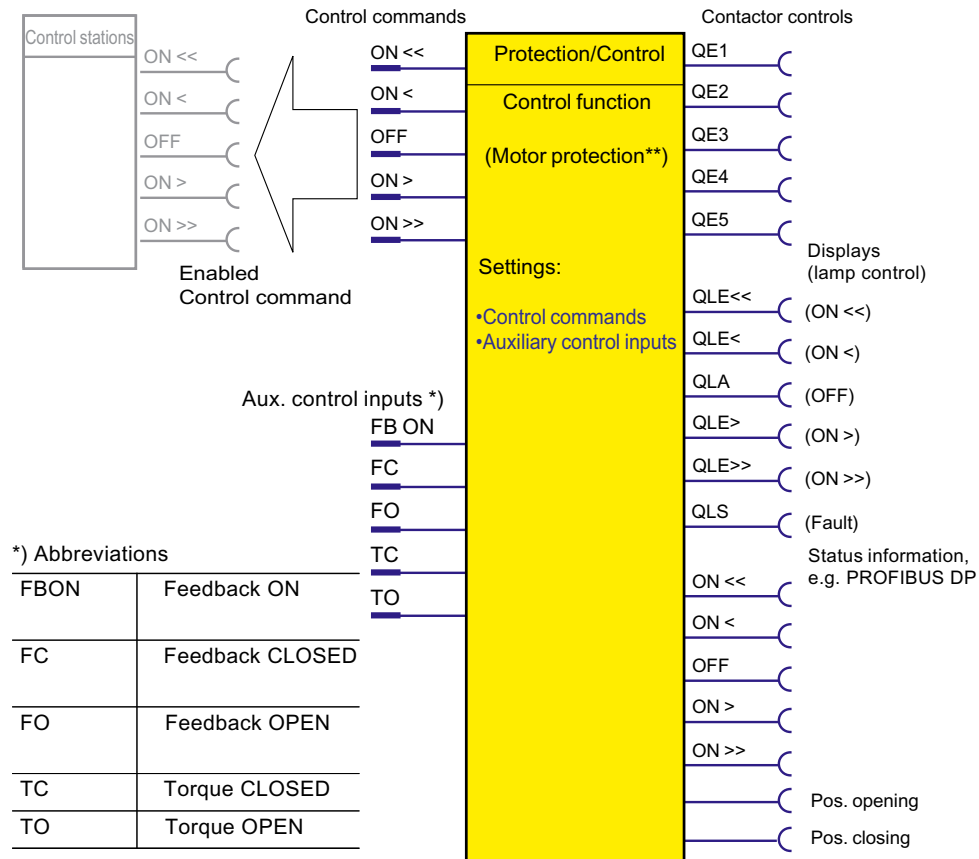 Control commands
Contactor controls
Control stations
ON <<
ON <
OFF
ON >
ON >>
Enabled
Control command
ON <<
ON <
OFF
ON >
ON >>
Protection/Control
Control function
(Motor protection**)
Settings:
•Control commands
•Auxiliary control inputs
QE1
QE2
QE3
QE4
QE5
Displays
(lamp control)
QLE<<
(ON <<)
QLE<
(ON <)
QLA
(OFF)
QLE>
(ON >)
QLE>>
(ON >>)
QLS
(Fault)
Status information,
e.g. PROFIBUS DP
ON <<
ON <
OFF
ON >
ON >>
Pos. opening
Pos. closing
Aux. control inputs *)
FB ON
FC
FO
TC
TO
*) Abbreviations
FBON Feedback ON
FC Feedback CLOSED
FO Feedback OPEN
TC Torque CLOSED
TO Torque OPEN